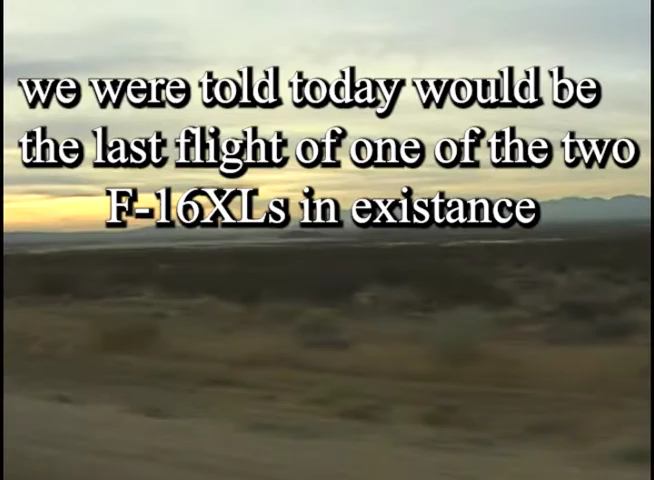 we were told today would be
the last flight of one of the two
F-16XLs in existance